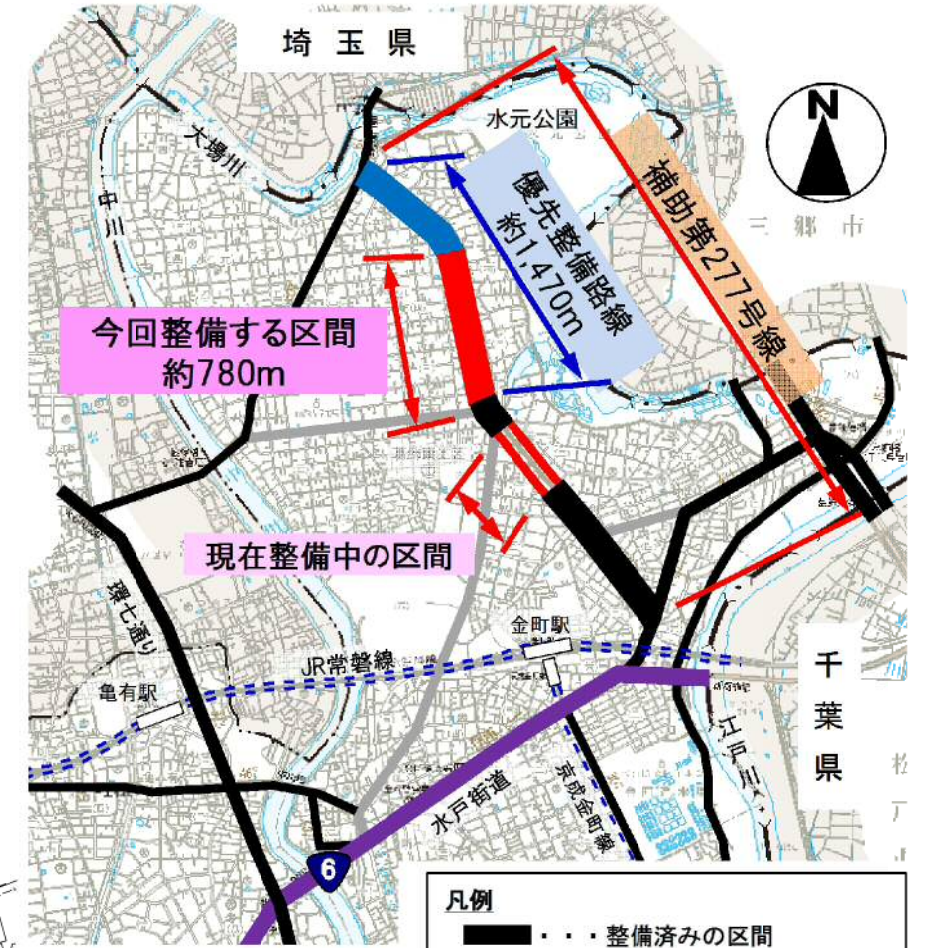 埼玉県
水元公園
N
大場川
中川
三郷市
補助第277号線
優先整備路線
約1,470m
今回整備する区間
約780m
現在整備中の区間
環七通り
金町駅
JR常磐線
亀有駅
千葉県
江戸川
水戸街道
京成金町線
6
凡例
・・・整備済みの区間